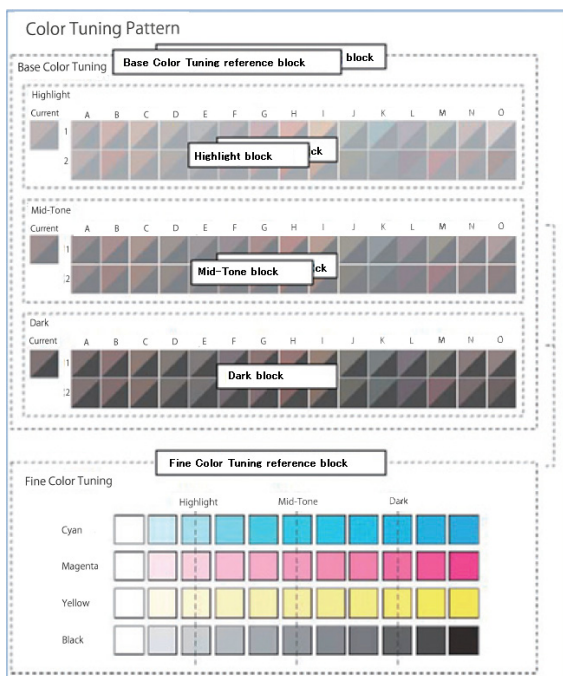 Color Tuning Pattern
block
Base Color Tuning Base Color Tuning reference block
Highlight
Current A B C D E F G H I J K L M N O
1
2
Highlight block ck
Mid-Tone
Current A B C D E F G H I J K L M N O
1
2
Mid-Tone block ck
Dark
Current A B C D E F G H I J K L M N O
1
2
Dark block
Fine Color Tuning reference block
Fine Color Tuning
Highlight Mid-Tone Dark
Cyan
Magenta
Yellow
Black